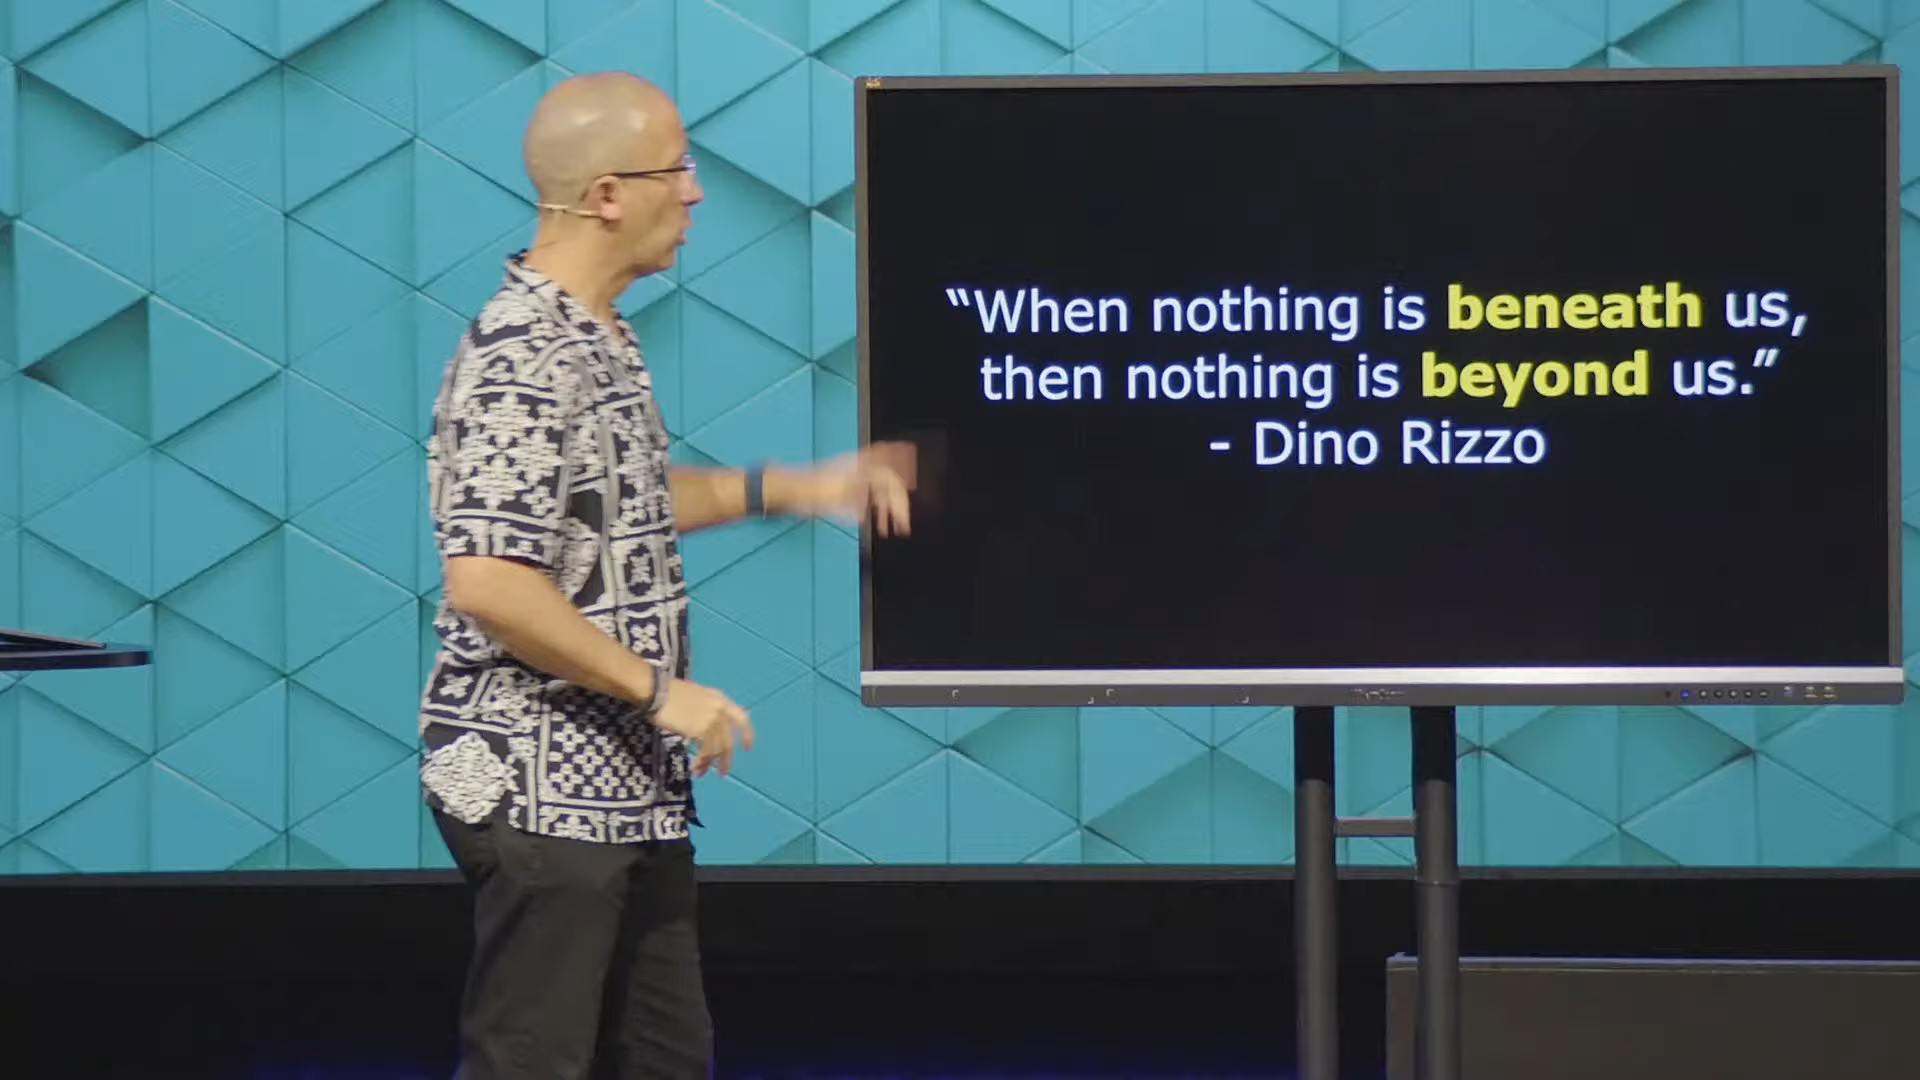 “When nothing is beneath us,
then nothing is beyond us.”
- Dino Rizzo